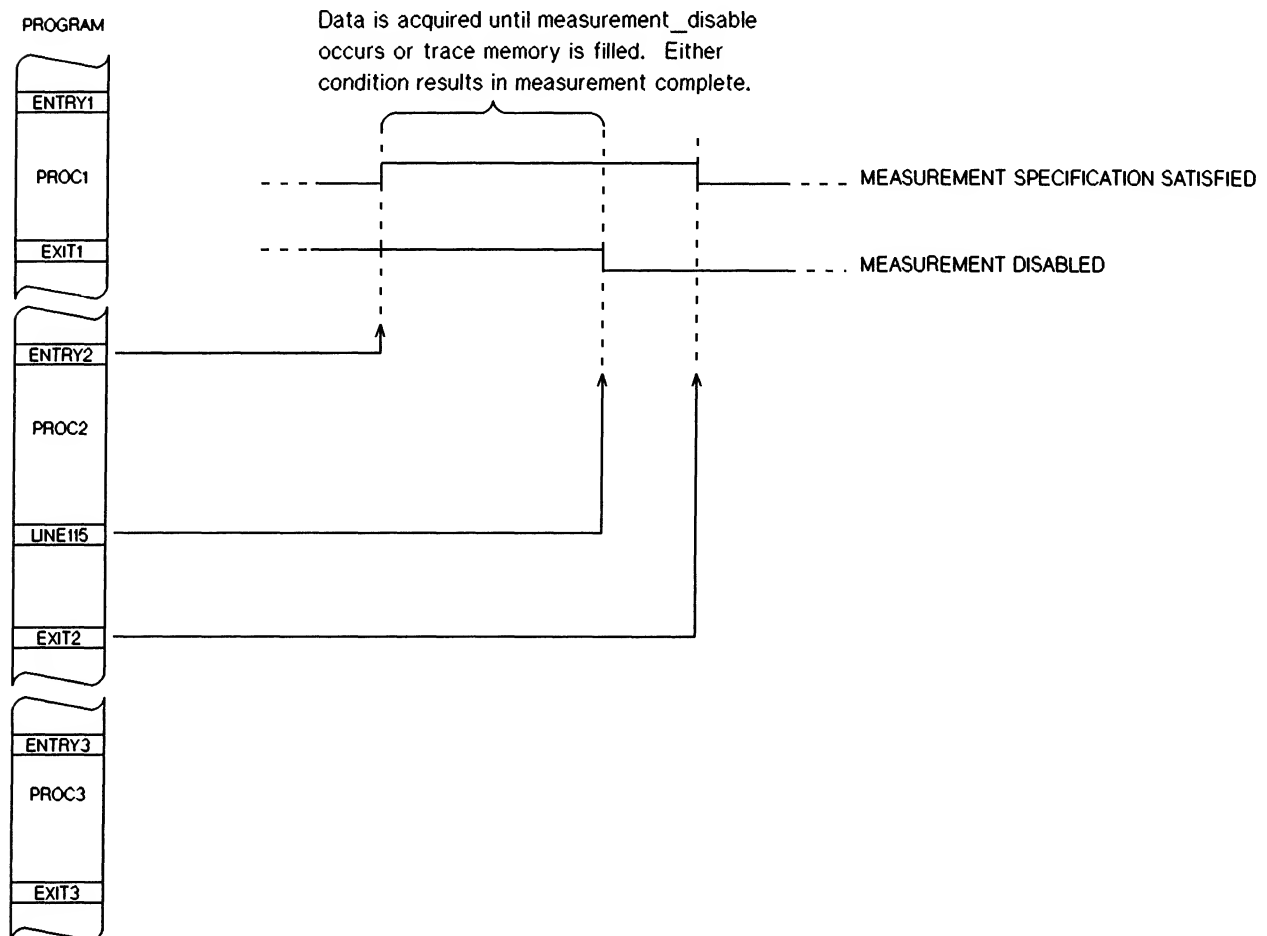 PROGRAM
Data is acquired until measurement_disable
occurs or trace memory is filled. Either
condition results in measurement complete.
ENTRY1
PROC1
MEASUREMENT SPECIFICATION SATISFIED
EXIT1
MEASUREMENT DISABLED
ENTRY2
PROC2
LINE115
EXIT2
ENTRY3
PROC3
EXIT3